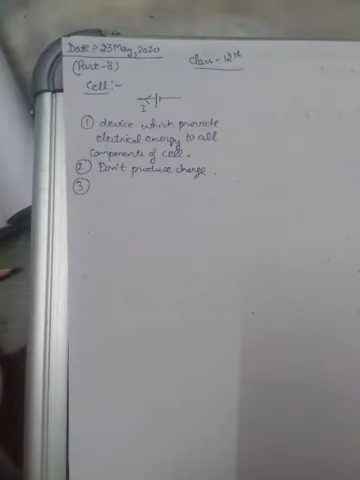 Date :- 23 May, 2020
Class - 12th
(Part-8)
Cell :-
I
① device which provide
electrical energy to all
components of cell.
② Don't produce charge.
③